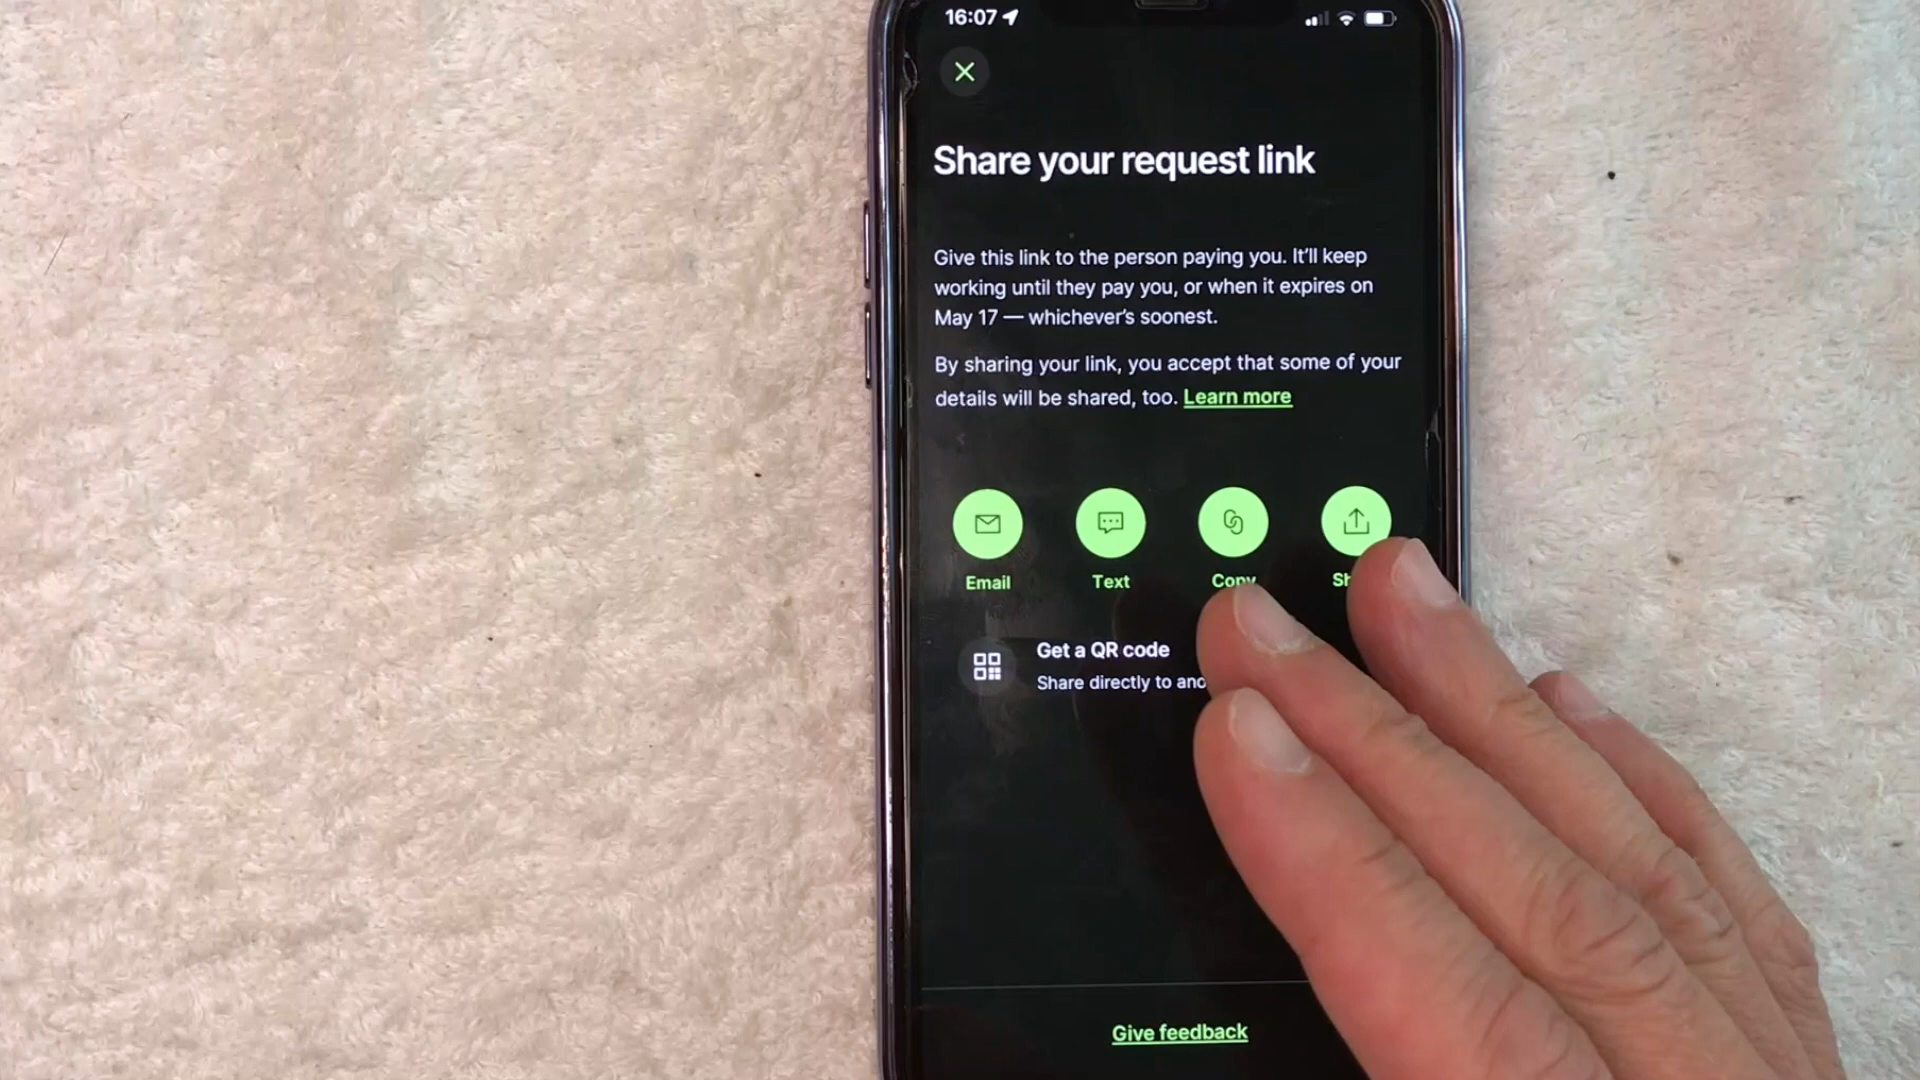 16:07
Share your request link
Give this link to the person paying you. It'll keep
working until they pay you, or when it expires on
May 17 — whichever's soonest.
By sharing your link, you accept that some of your
details will be shared, too. Learn more
Email Text Copy
Get a QR code
Share directly to
Give feedback